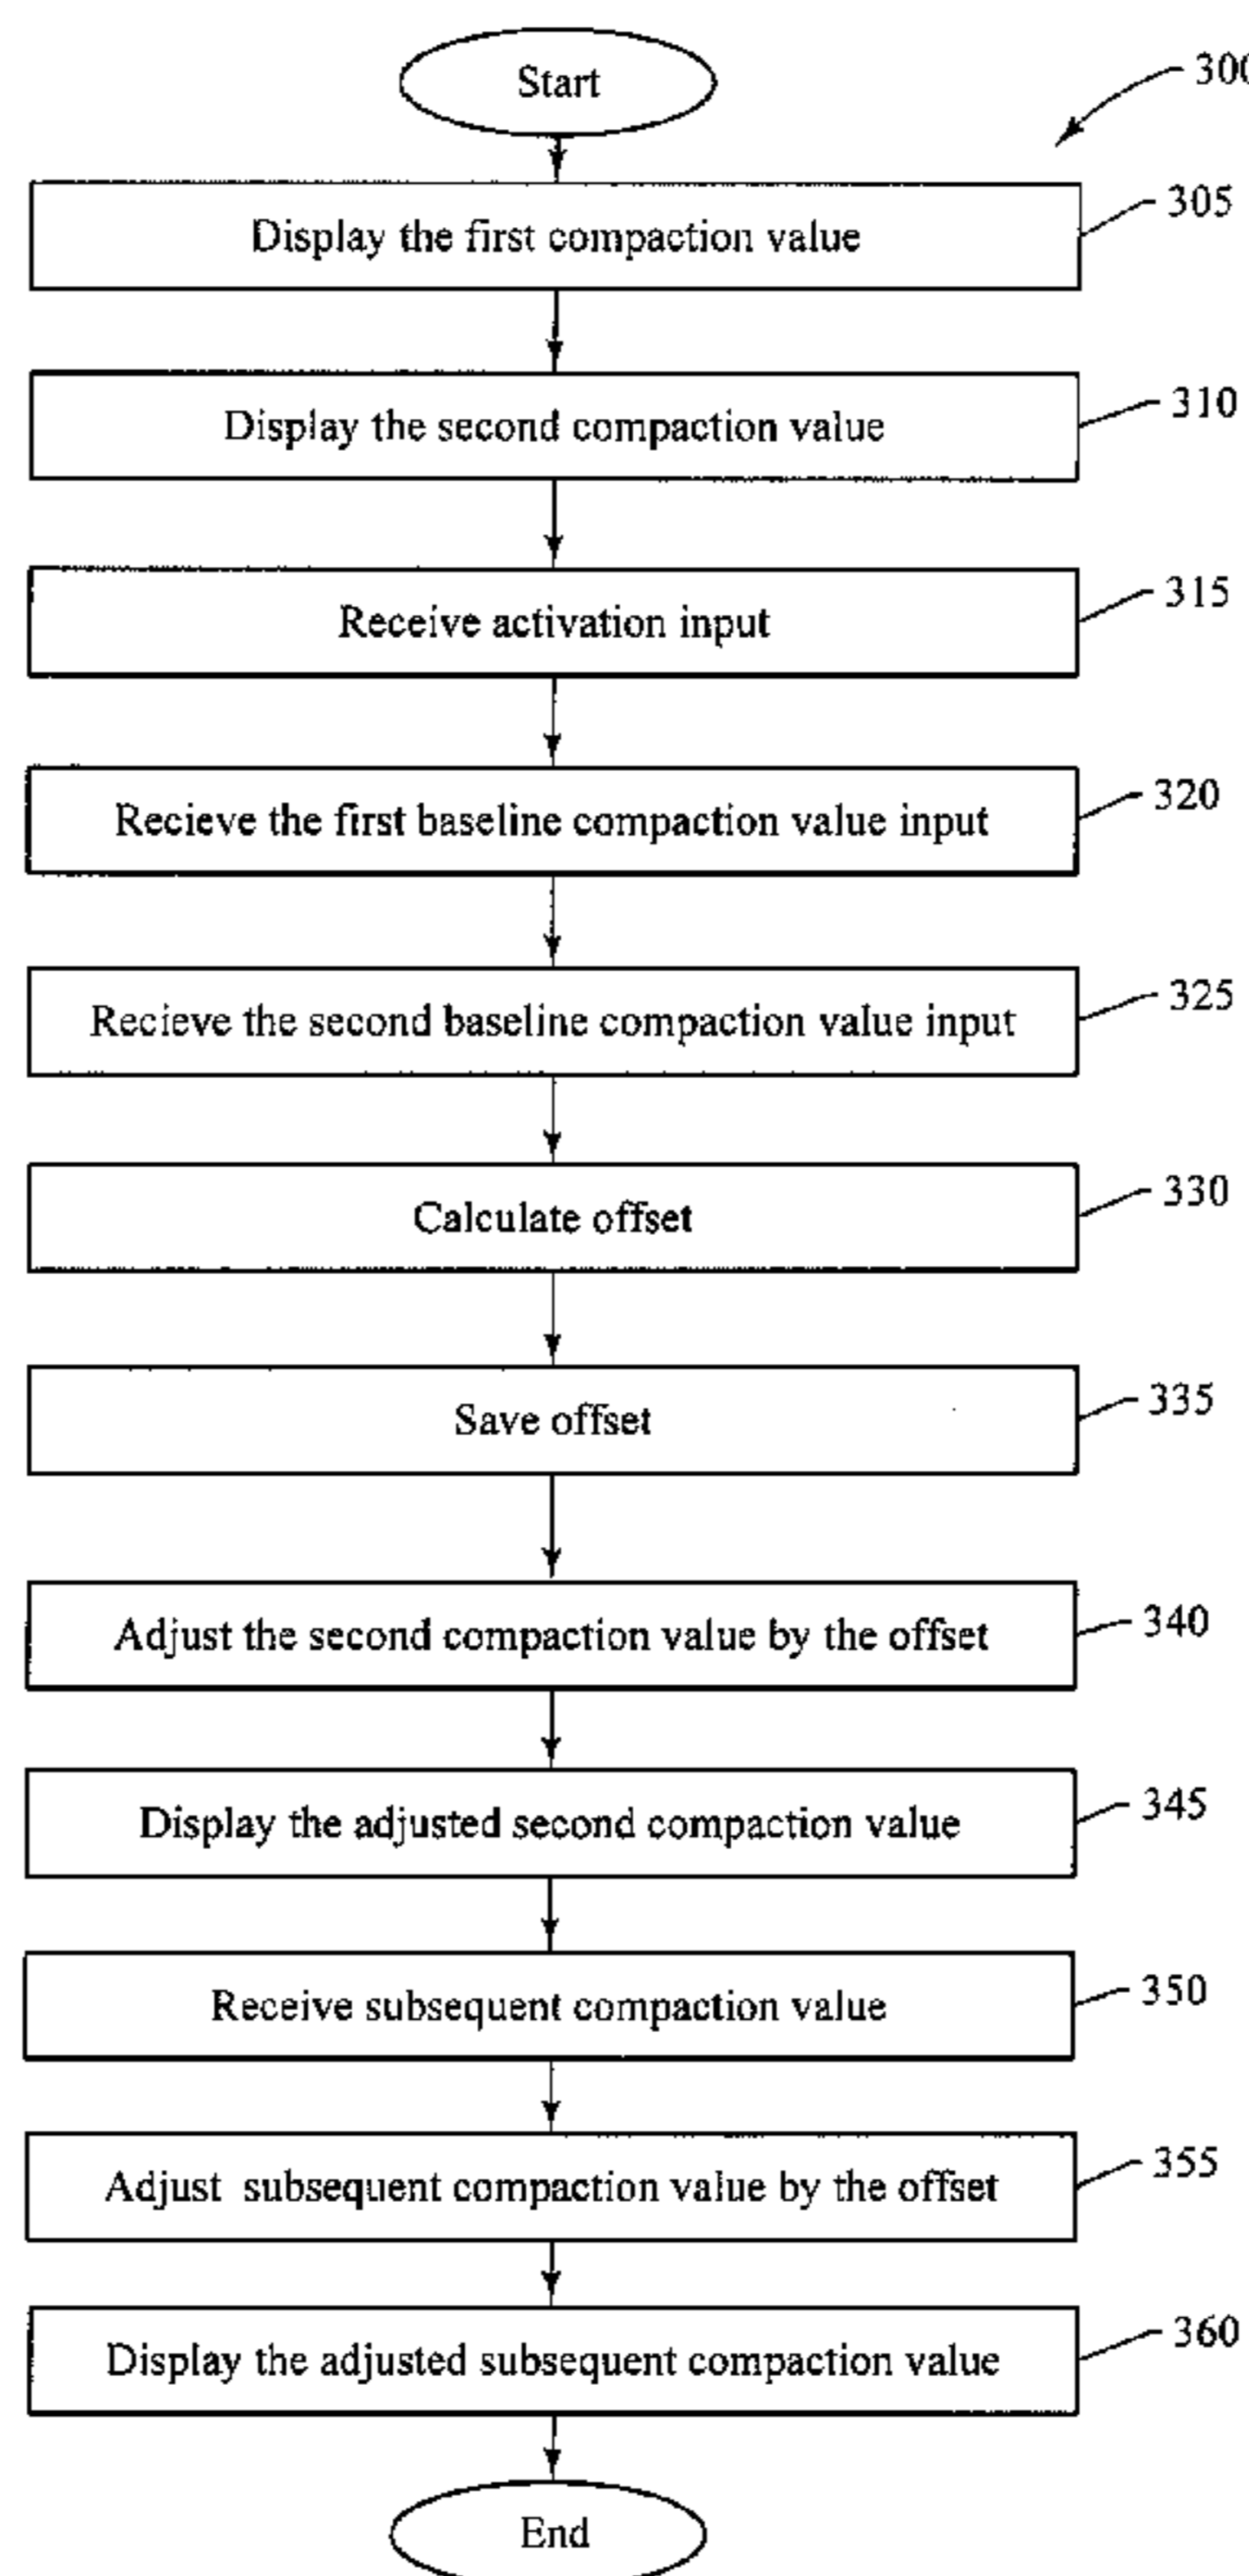 Start
300
Display the first compaction value
305
Display the second compaction value
310
Receive activation input
315
Recieve the first baseline compaction value input
320
Recieve the second baseline compaction value input
325
Calculate offset
330
Save offset
335
Adjust the second compaction value by the offset
340
Display the adjusted second compaction value
345
Receive subsequent compaction value
350
Adjust subsequent compaction value by the offset
355
Display the adjusted subsequent compaction value
360
End